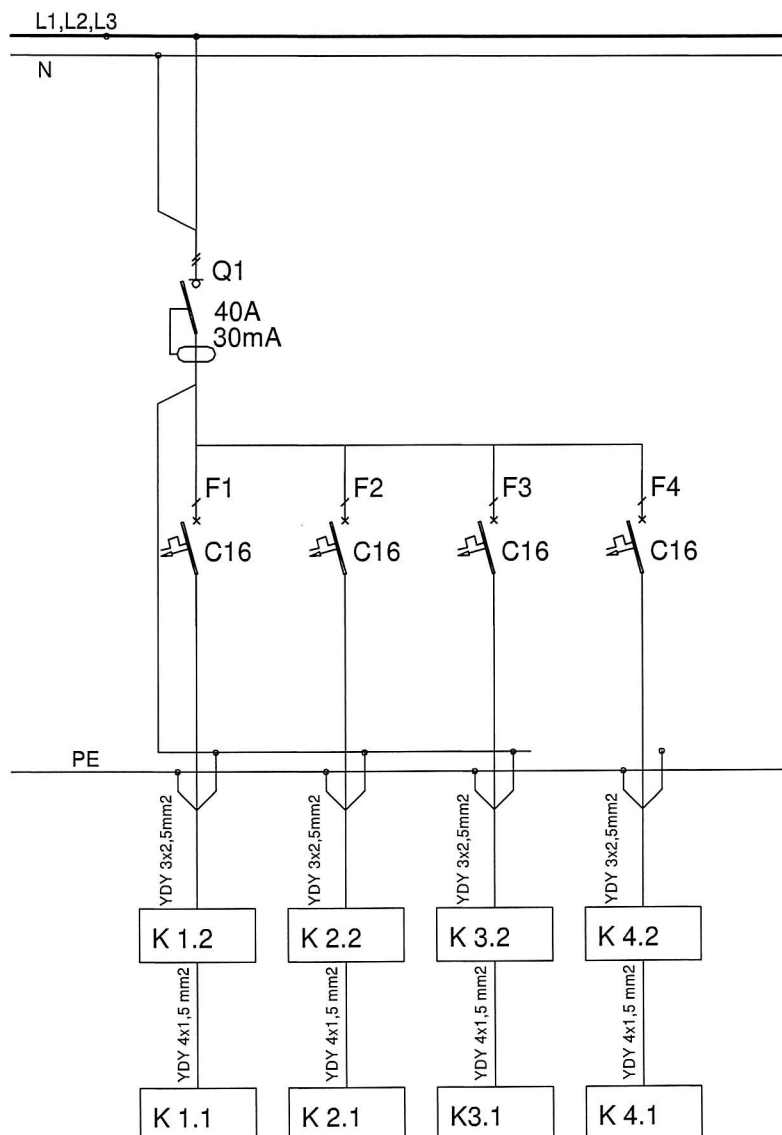 L1,L2,L3
N
Q1
40A
30mA
F1 F2 F3 F4
C16 C16 C16 C16
PE
YDY 3x2,5mm2 YDY 3x2,5mm2 YDY 3x2,5mm2 YDY 3x2,5mm2
K 1.2 K 2.2 K 3.2 K 4.2
YDY 4x1,5 mm2 YDY 4x1,5 mm2 YDY 4x1,5 mm2 YDY 4x1,5 mm2
K 1.1 K 2.1 K3.1 K 4.1